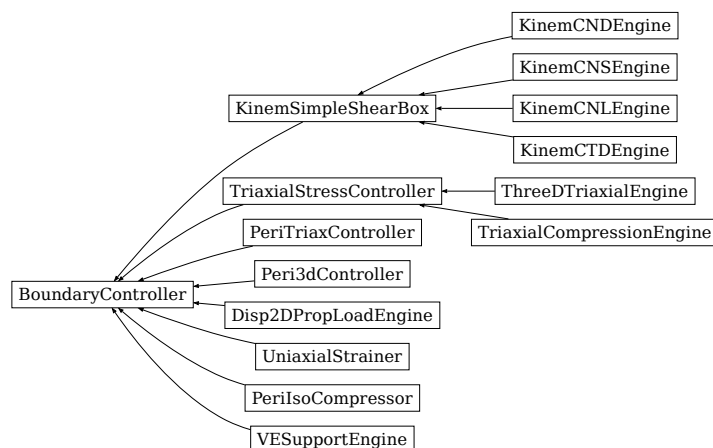 KinemCNDEngine
KinemCNSEngine
KinemSimpleShearBox
KinemCNLEngine
KinemCTDEngine
TriaxialStressController
ThreeDTriaxialEngine
PeriTriaxController
TriaxialCompressionEngine
Peri3dController
BoundaryController
Disp2DPropLoadEngine
UniaxialStrainer
PeriIsoCompressor
VESupportEngine